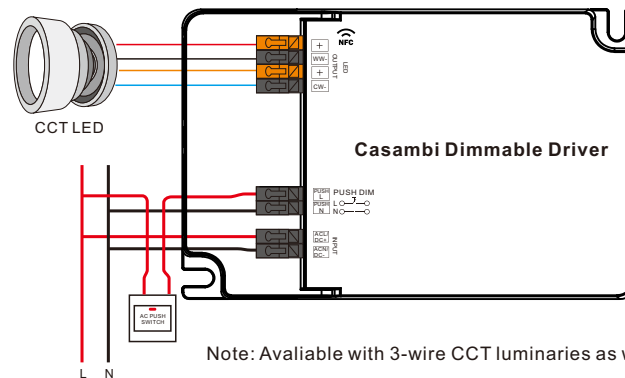 NFC
+
WW-
+
CW-
LED
OUTPUT
CCT LED
Casambi Dimmable Driver
PUSH
L
PUSH DIM
L
PUSH
N
N
ACL/
DC+
ACN/
DC-
INPUT
AC PUSH
SWITCH
Note: Avaliable with 3-wire CCT luminaries as w
L N